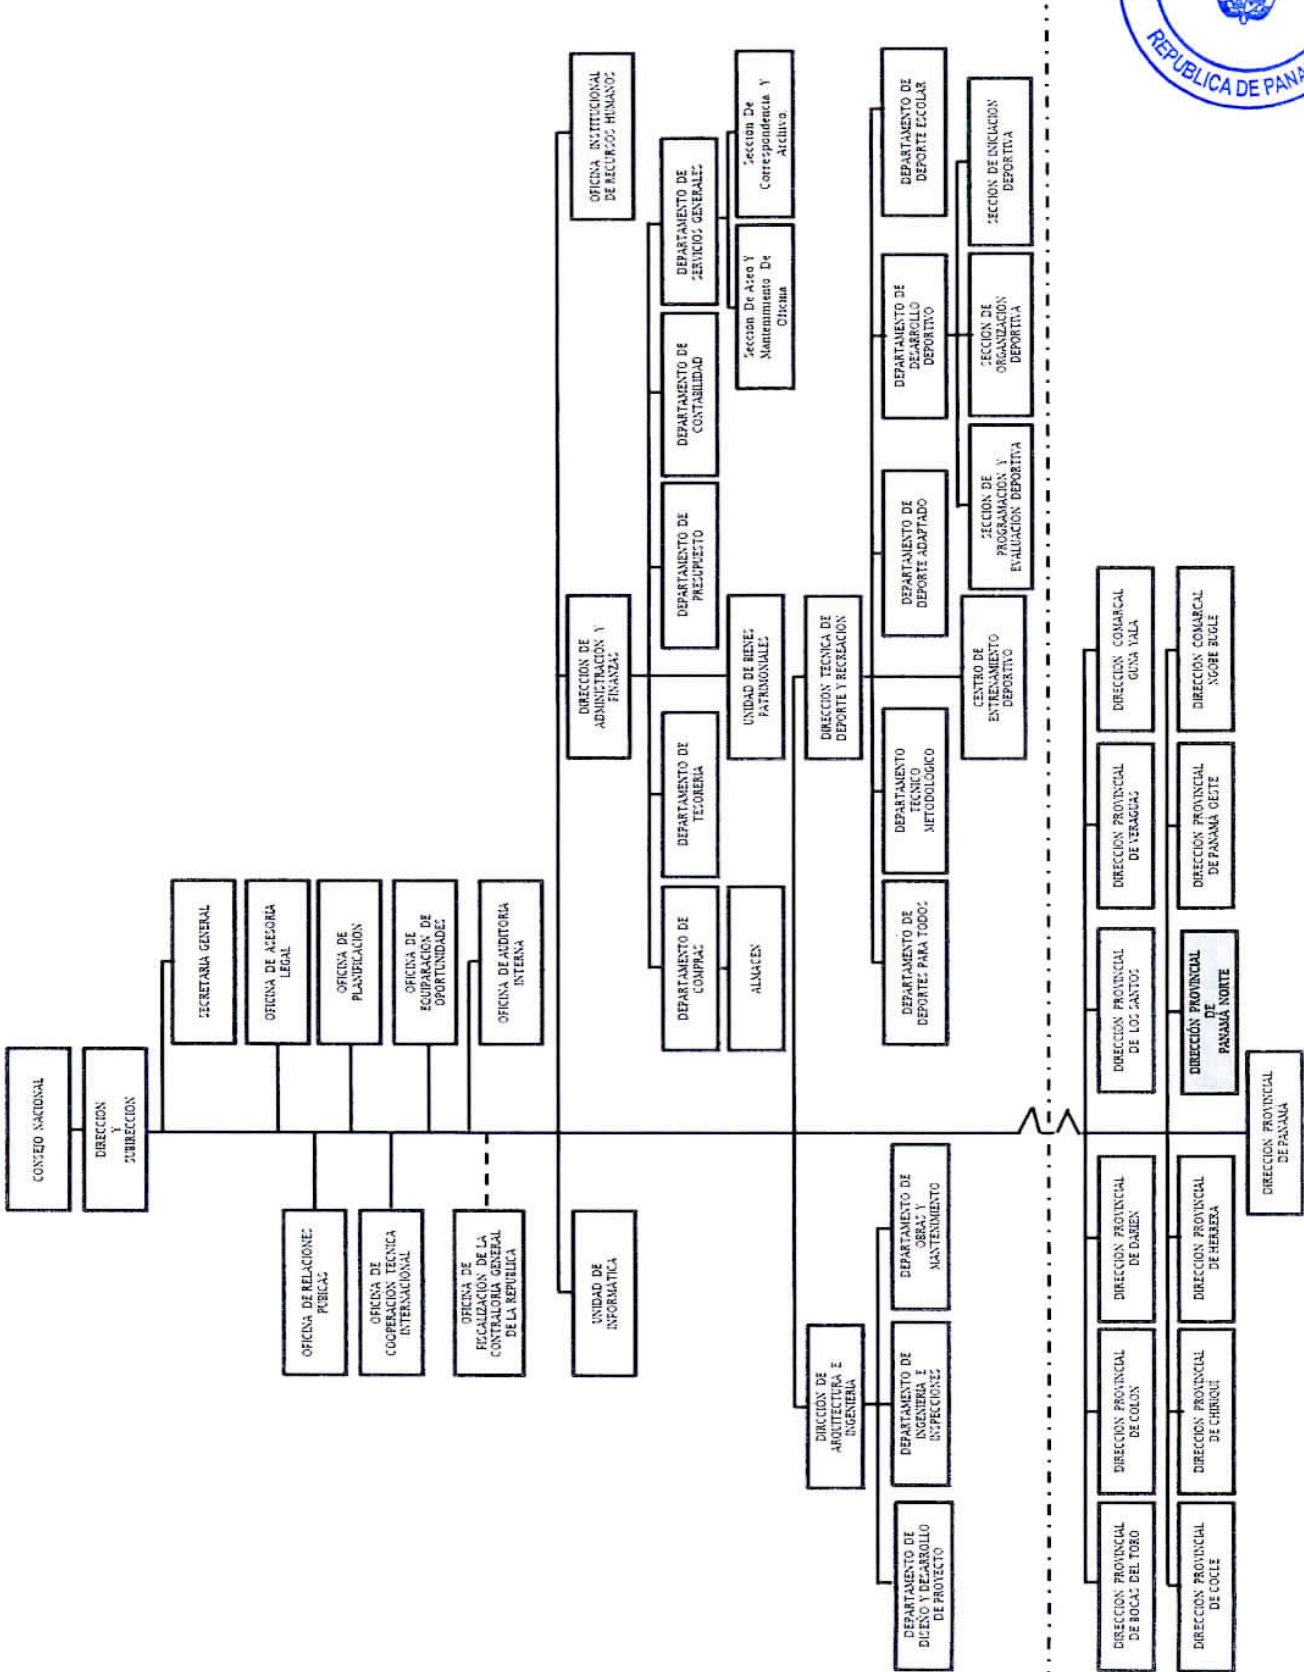 CONSEJO NACIONAL
DIRECCION
Y
SUBIRECCION
SECRETARIA GENERAL
OFICINA DE ASESORIA
LEGAL
OFICINA DE RELACIONES
PUBICAS
OFICINA DE
PLANIFICACION
OFICINA DE
COOPERACION TECNICA
INTERNACIONAL
OFICINA DE
EQUIPARACION DE
OPORTUNIDADES
OFICINA DE
FISCALIZACIÓN DE LA
CONTRALORIA GENERAL
DE LA REPUBLICA
OFICINA DE AUDITORIA
INTERNA
UNIDAD DE
INFORMÁTICA
DIRECCION DE
ADMINISTRACION Y
FINANZAS
OFICINA INSTITUCIONAL
DE RECURSOS HUMANOS
DEPARTAMENTO DE
COMPRAS
DEPARTAMENTO DE
TESORERIA
DEPARTAMENTO DE
PRESUPUESTO
DEPARTAMENTO DE
CONTABILIDAD
DEPARTAMENTO DE
SERVICIOS GENERALES
ALMACEN
UNIDAD DE BIENES
PATRIMONIALES
Seccion De Aseo Y
Mantenimiento De
Oficina
Seccion De
Correspondencia Y
Archivo.
DIRCCIÓN DE
ARQUITECTURA E
INGENIERIA
DIRECCION TECNICA DE
DEPORTE Y RECREACION
DEPARTAMENTO DE
DISEÑO Y DESARROLLO
DE PROYECTO
DEPARTAMENTO DE
INGENIERIA E
INSPECCIONES
DEPARTAMENTO DE
OBRAS Y
MANTENIMIENTO
DEPARTAMENTO DE
DEPORTES PARA TODOS
DEPARTAMENTO
TECNICO
METODOLOGICO
DEPARTAMENTO DE
DEPORTE ADAPTADO
DEPARTAMENTO DE
DESARROLLO
DEPORTIVO
DEPARTAMENTO DE
DEPORTE ESCOLAR
CENTRO DE
ENTRENAMIENTO
DEPORTIVO
SECCION DE
PROGRAMACION Y
EVALUACION DEPORTIVA
SECCION DE
ORGANIZACION
DEPORTIVA
SECCION DE INICIACION
DEPORTIVA
DIRECCION PROVINCIAL
DE BOCAS DEL TORO
DIRECCION PROVINCIAL
DE COLON
DIRECCION PROVINCIAL
DE DARIEN
DIRECCION PROVINCIAL
DE LOS SANTOS
DIRECCION PROVINCIAL
DE VERAGUAS
DIRECCION COMARCAL
GUNA YALA
DIRECCION PROVINCIAL
DE COCLE
DIRECCION PROVINCIAL
DE CHIRIQUÍ
DIRECCION PROVINCIAL
DE HERRERA
DIRECCIÓN PROVINCIAL
DE
PANAMÁ NORTE
DIRECCION PROVINCIAL
DE PANAMÁ OESTE
DIRECCIÓN COMARCAL
NGOBE BUGLE
DIRECCION PROVINCIAL
DE PANAMÁ
REPUBLICA DE PANA